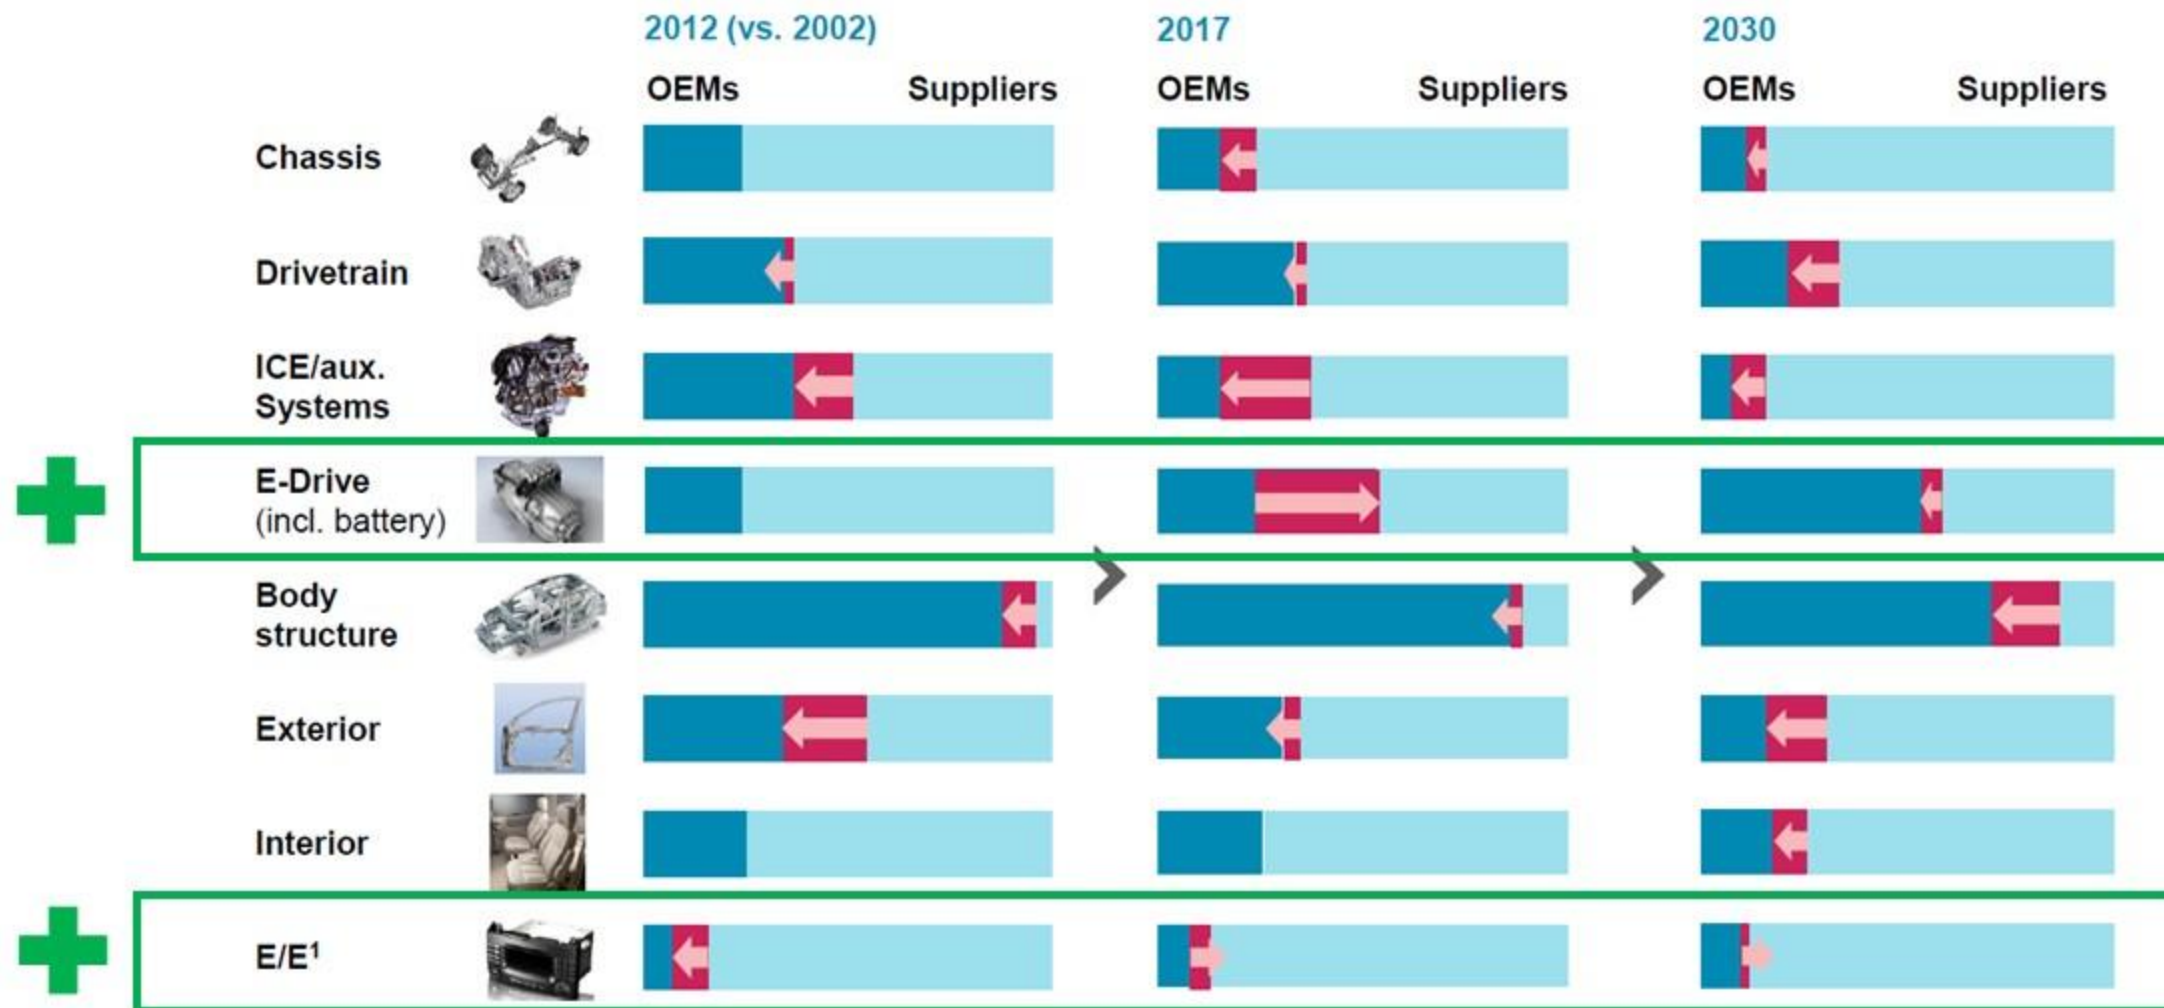 2012 (vs. 2002) 2017 2030
OEMs Suppliers OEMs Suppliers OEMs Suppliers
Chassis
Drivetrain
ICE/aux.
Systems
E-Drive
(incl. battery)
Body
structure
Exterior
Interior
E/E¹